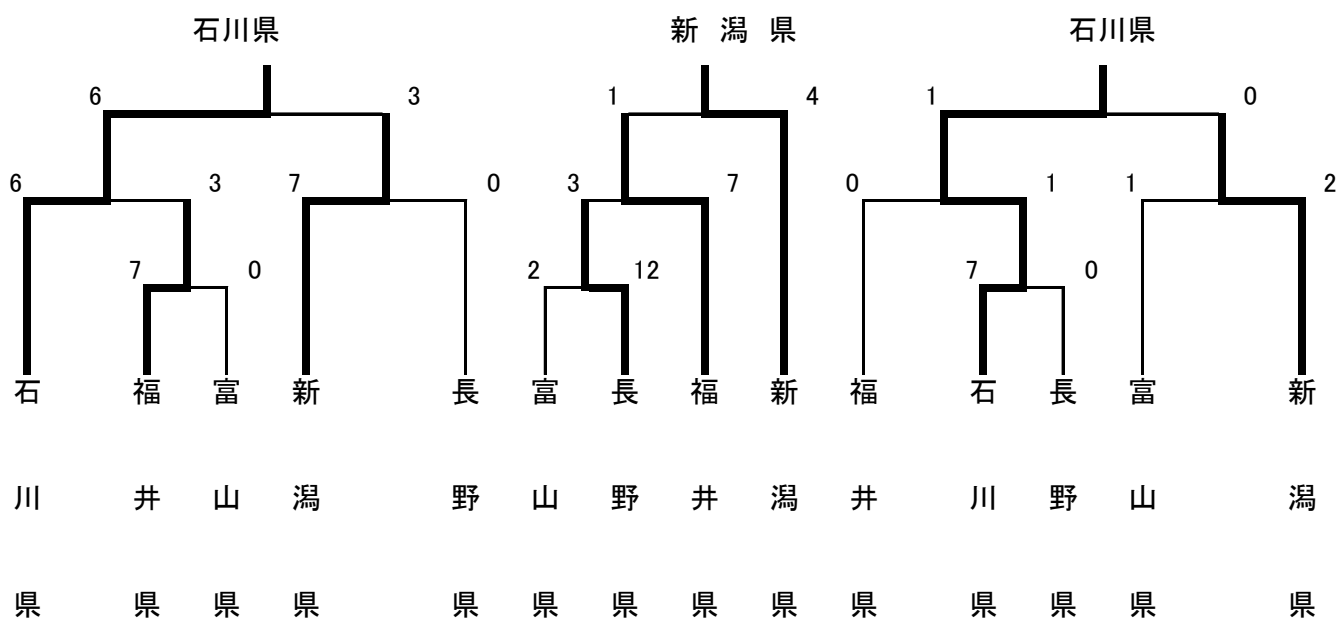 石川県 新潟県 石川県
6 3 1 4 1 0
6 3 7 0 3 7 0 1 1 2
7 0 2 12 7 0
石川県
福井県
富山県
新潟県
長野県
富山県
長野県
福井県
新潟県
福井県
石川県
長野県
富山県
新潟県